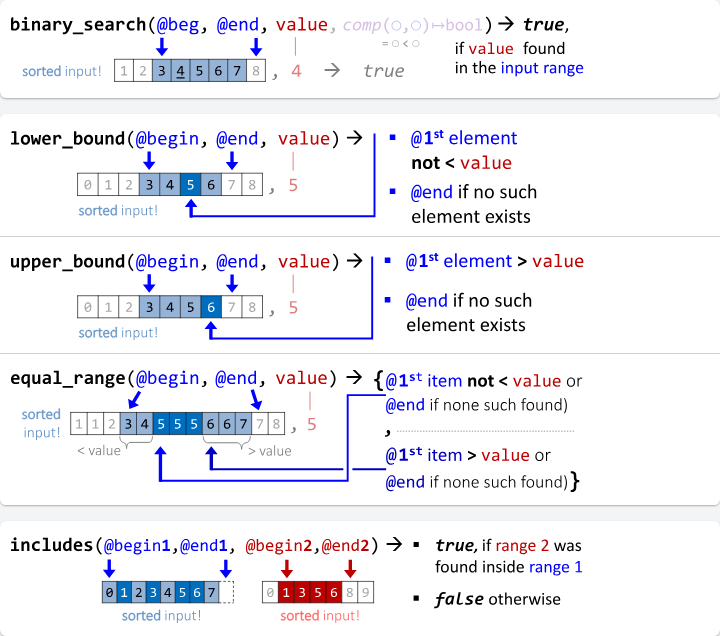 binary_search(@beg, @end, value, comp(○,○)↦bool) → true,
= ○ < ○
if value found
in the input range
sorted input!
1 2 3 4 5 6 7 8 , 4 → true
lower_bound(@begin, @end, value) →
▪ @1st element
not < value
▪ @end if no such
element exists
0 1 2 3 4 5 6 7 8 , 5
sorted input!
upper_bound(@begin, @end, value) →
▪ @1st element > value
▪ @end if no such
element exists
0 1 2 3 4 5 6 7 8 , 5
sorted input!
equal_range(@begin, @end, value) → {@1st item not < value or
@end if none such found)
,
@1st item > value or
@end if none such found)}
sorted
input!
1 1 2 3 4 5 5 5 6 6 7 7 8 , 5
< value > value
includes(@begin1,@end1, @begin2,@end2) →
▪ true, if range 2 was
found inside range 1
▪ false otherwise
0 1 2 3 4 5 6 7
sorted input!
0 1 3 5 6 8 9
sorted input!